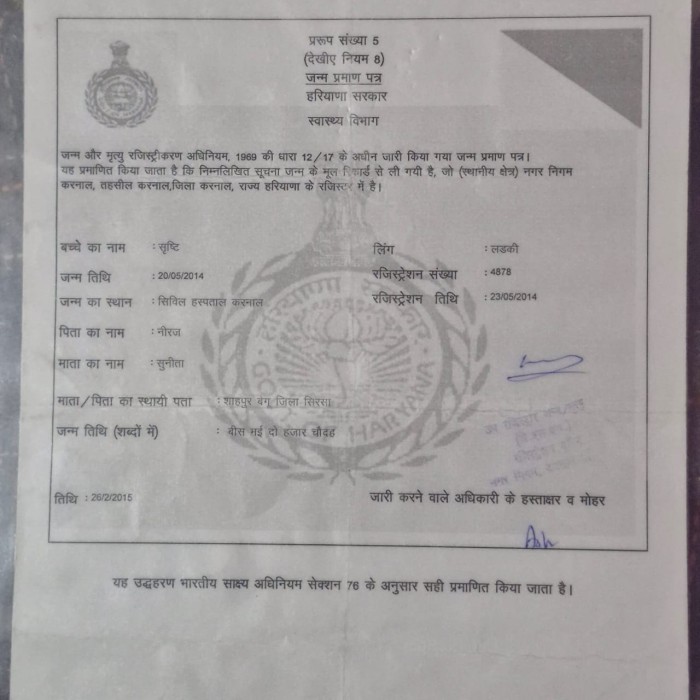 प्ररूप संख्या 5
(देखीए नियम 8)
जन्म प्रमाण पत्र
हरियाणा सरकार
स्वास्थ्य विभाग
जन्म और मृत्यु रजिस्ट्रीकरण अधिनियम, 1969 की धारा 12/17 के अधीन जारी किया गया जन्म प्रमाण पत्र।
यह प्रमाणित किया जाता है कि निम्नलिखित सूचना जन्म के मूल रिकार्ड से ली गयी है, जो (स्थानीय क्षेत्र) नगर निगम
करनाल, तहसील करनाल,जिला करनाल, राज्य हरियाणा के रजिस्टर में है।
बच्चे का नाम : सृष्टि लिंग : लडकी
जन्म तिथि : 20/05/2014 रजिस्ट्रेशन संख्या : 4878
जन्म का स्थान : सिविल हस्पताल करनाल रजिस्ट्रेशन तिथि : 23/05/2014
पिता का नाम : नीरज
माता का नाम : सुनीता
माता/पिता का स्थायी पता : शाहपुर बगू जिला सिरसा
जन्म तिथि (शब्दों में) : बीस मई दो हजार चौदह
तिथि : 26/2/2015 जारी करने वाले अधिकारी के हस्ताक्षर व मोहर
यह उद्धहरण भारतीय साक्ष्य अधिनियम सेक्शन 76 के अनुसार सही प्रमाणित किया जाता है।
HARYANA